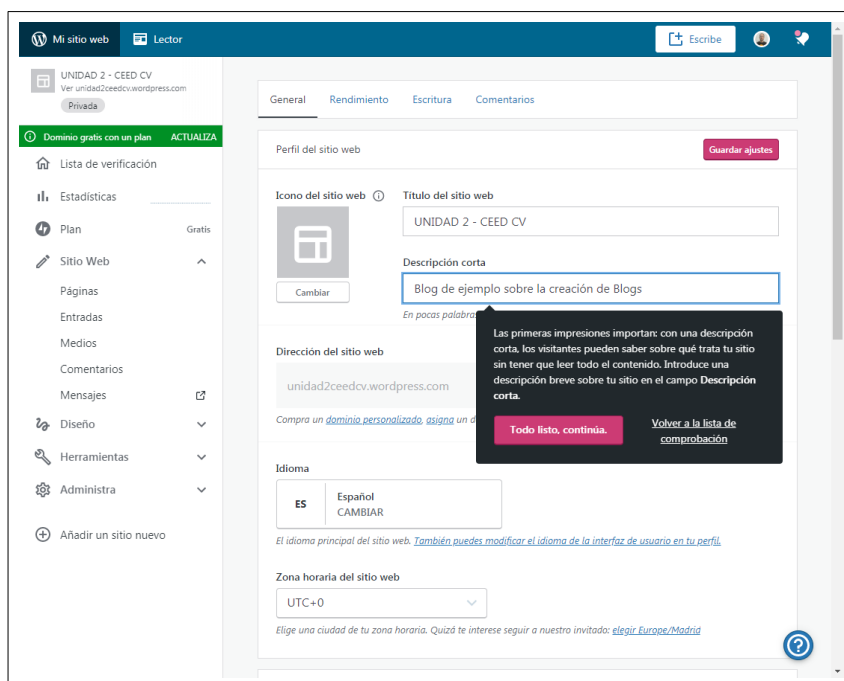 Mi sitio web
Lector
Escribe
UNIDAD 2 - CEED CV
Ver unidad2ceedcv.wordpress.com
Privada
Dominio gratis con un plan ACTUALIZA
Lista de verificación
Estadísticas
Plan Gratis
Sitio Web
Páginas
Entradas
Medios
Comentarios
Mensajes
Diseño
Herramientas
Administra
Añadir un sitio nuevo
General Rendimiento Escritura Comentarios
Perfil del sitio web
Guardar ajustes
Icono del sitio web
Cambiar
Título del sitio web
UNIDAD 2 - CEED CV
Descripción corta
Blog de ejemplo sobre la creación de Blogs
En pocas palabras
Las primeras impresiones importan: con una descripción
corta, los visitantes pueden saber sobre qué trata tu sitio
sin tener que leer todo el contenido. Introduce una
descripción breve sobre tu sitio en el campo Descripción
corta.
Todo listo, continúa.
Volver a la lista de
comprobación
Dirección del sitio web
unidad2ceedcv.wordpress.com
Compra un dominio personalizado, asigna un d
Idioma
ES
Español
CAMBIAR
El idioma principal del sitio web. También puedes modificar el idioma de la interfaz de usuario en tu perfil.
Zona horaria del sitio web
UTC+0
Elige una ciudad de tu zona horaria. Quizá te interese seguir a nuestro invitado: elegir Europe/Madrid